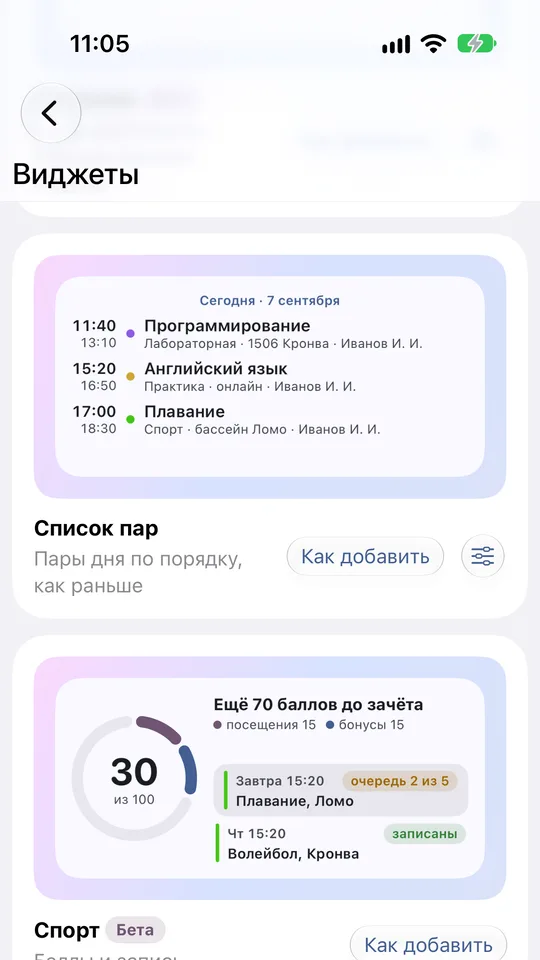 11:05
Виджеты
Сегодня · 7 сентября
11:40 Программирование
13:10 Лабораторная · 1506 Кронва · Иванов И. И.
15:20 Английский язык
16:50 Практика · онлайн · Иванов И. И.
17:00 Плавание
18:30 Спорт · бассейн Ломо · Иванов И. И.
Список пар
Пары дня по порядку,
как раньше
Как добавить
Ещё 70 баллов до зачёта
посещения 15 бонусы 15
30
из 100
Завтра 15:20 очередь 2 из 5
Плавание, Ломо
Чт 15:20 записаны
Волейбол, Кронва
Спорт Бета
Как добавить